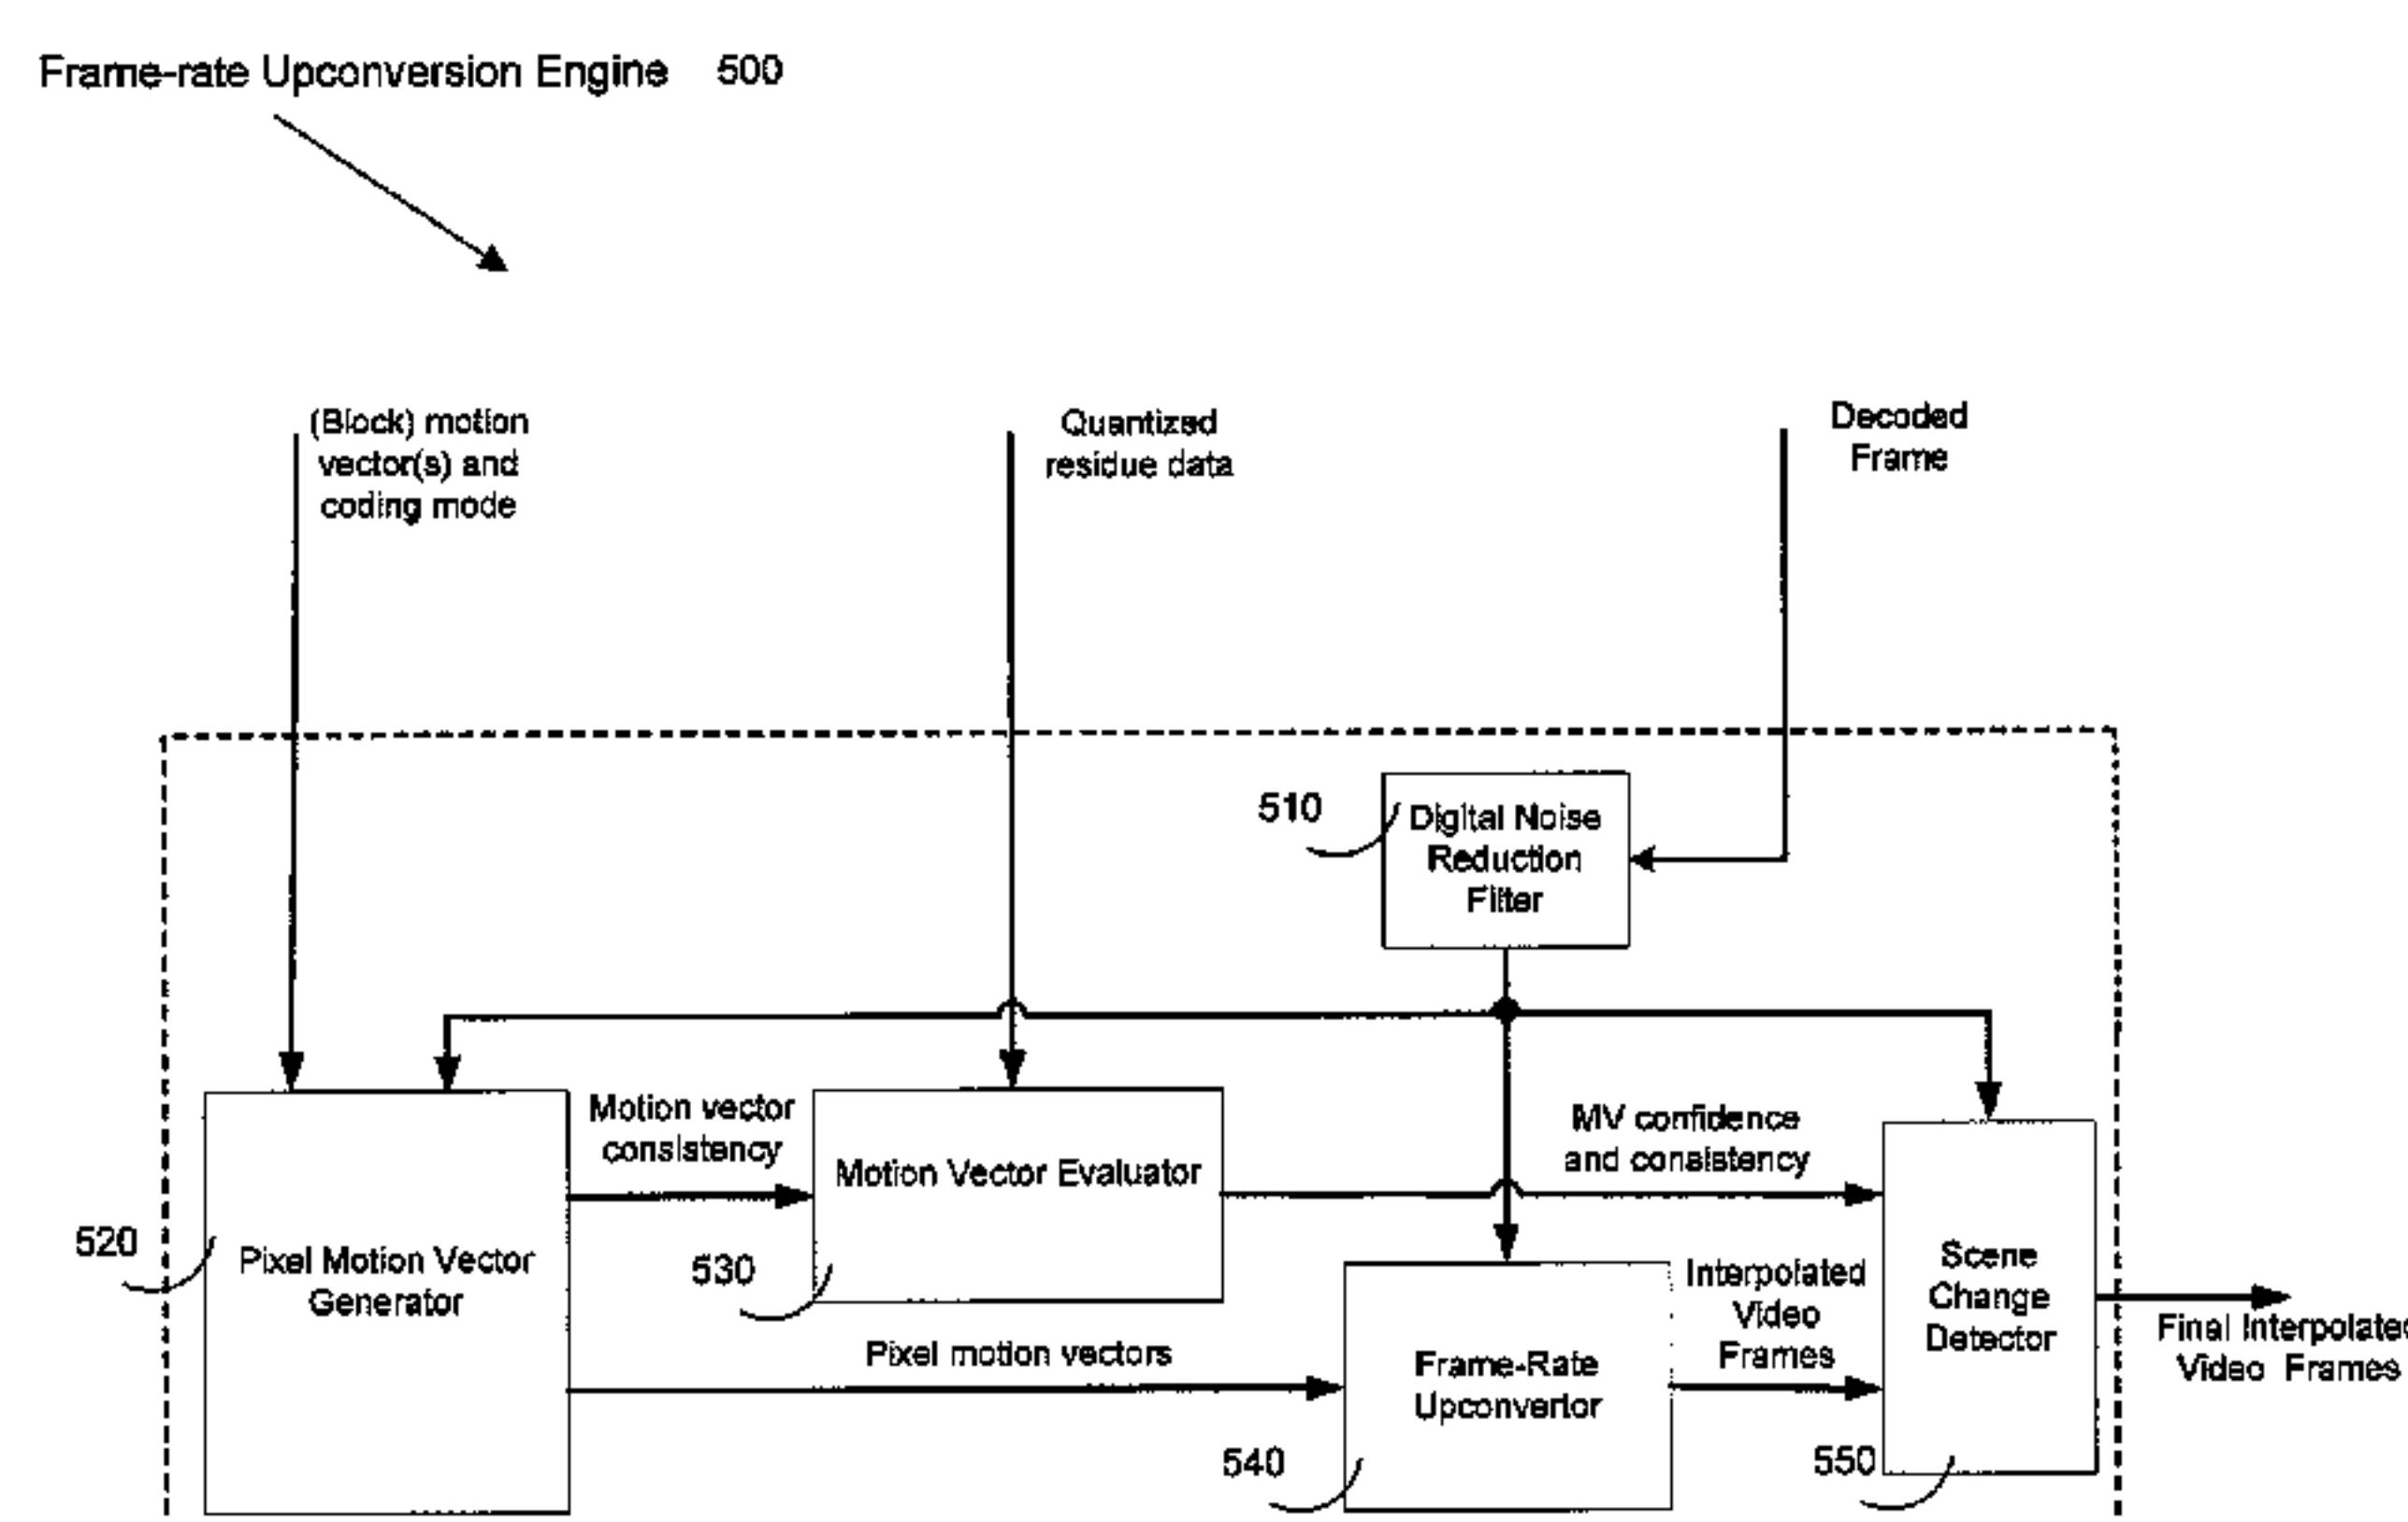 Frame-rate Upconversion Engine 500
(Block) motion
vector(s) and
coding mode
Quantized
residue data
Decoded
Frame
510
Digital Noise
Reduction
Filter
Motion vector
consistency
Motion Vector Evaluator
MV confidence
and consistency
520
Pixel Motion Vector
Generator
530
Interpolated
Video
Frames
Scene
Change
Detector
Final Interpolated
Video Frames
Pixel motion vectors
Frame-Rate
Upconvertor
540
550